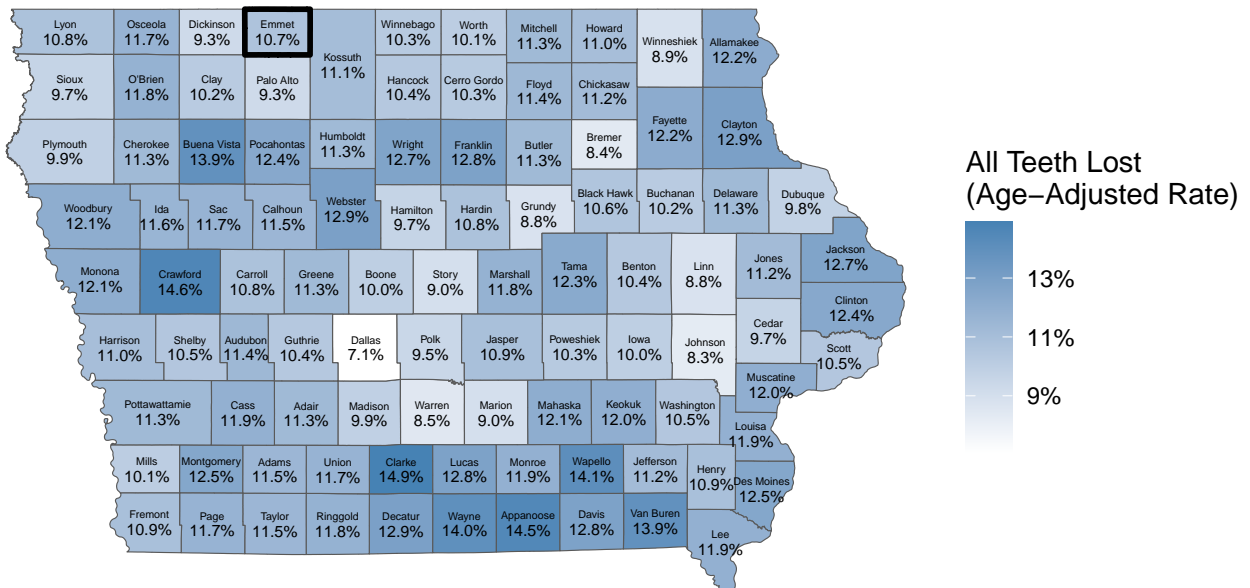 Lyon
10.8%
Osceola
11.7%
Dickinson
9.3%
Emmet
10.7%
Kossuth
11.1%
Winnebago
10.3%
Worth
10.1%
Mitchell
11.3%
Howard
11.0%
Winneshiek
8.9%
Allamakee
12.2%
Sioux
9.7%
O'Brien
11.8%
Clay
10.2%
Palo Alto
9.3%
Hancock
10.4%
Cerro Gordo
10.3%
Floyd
11.4%
Chickasaw
11.2%
Plymouth
9.9%
Cherokee
11.3%
Buena Vista
13.9%
Pocahontas
12.4%
Humboldt
11.3%
Wright
12.7%
Franklin
12.8%
Butler
11.3%
Bremer
8.4%
Fayette
12.2%
Clayton
12.9%
Woodbury
12.1%
Ida
11.6%
Sac
11.7%
Calhoun
11.5%
Webster
12.9%
Hamilton
9.7%
Hardin
10.8%
Grundy
8.8%
Black Hawk
10.6%
Buchanan
10.2%
Delaware
11.3%
Dubuque
9.8%
Monona
12.1%
Crawford
14.6%
Carroll
10.8%
Greene
11.3%
Boone
10.0%
Story
9.0%
Marshall
11.8%
Tama
12.3%
Benton
10.4%
Linn
8.8%
Jones
11.2%
Jackson
12.7%
Clinton
12.4%
Harrison
11.0%
Shelby
10.5%
Audubon
11.4%
Guthrie
10.4%
Dallas
7.1%
Polk
9.5%
Jasper
10.9%
Poweshiek
10.3%
Iowa
10.0%
Johnson
8.3%
Cedar
9.7%
Scott
10.5%
Muscatine
12.0%
Pottawattamie
11.3%
Cass
11.9%
Adair
11.3%
Madison
9.9%
Warren
8.5%
Marion
9.0%
Mahaska
12.1%
Keokuk
12.0%
Washington
10.5%
Louisa
11.9%
Mills
10.1%
Montgomery
12.5%
Adams
11.5%
Union
11.7%
Clarke
14.9%
Lucas
12.8%
Monroe
11.9%
Wapello
14.1%
Jefferson
11.2%
Henry
10.9%
Des Moines
12.5%
Fremont
10.9%
Page
11.7%
Taylor
11.5%
Ringgold
11.8%
Decatur
12.9%
Wayne
14.0%
Appanoose
14.5%
Davis
12.8%
Van Buren
13.9%
Lee
11.9%
All Teeth Lost
(Age−Adjusted Rate)
13%
11%
9%